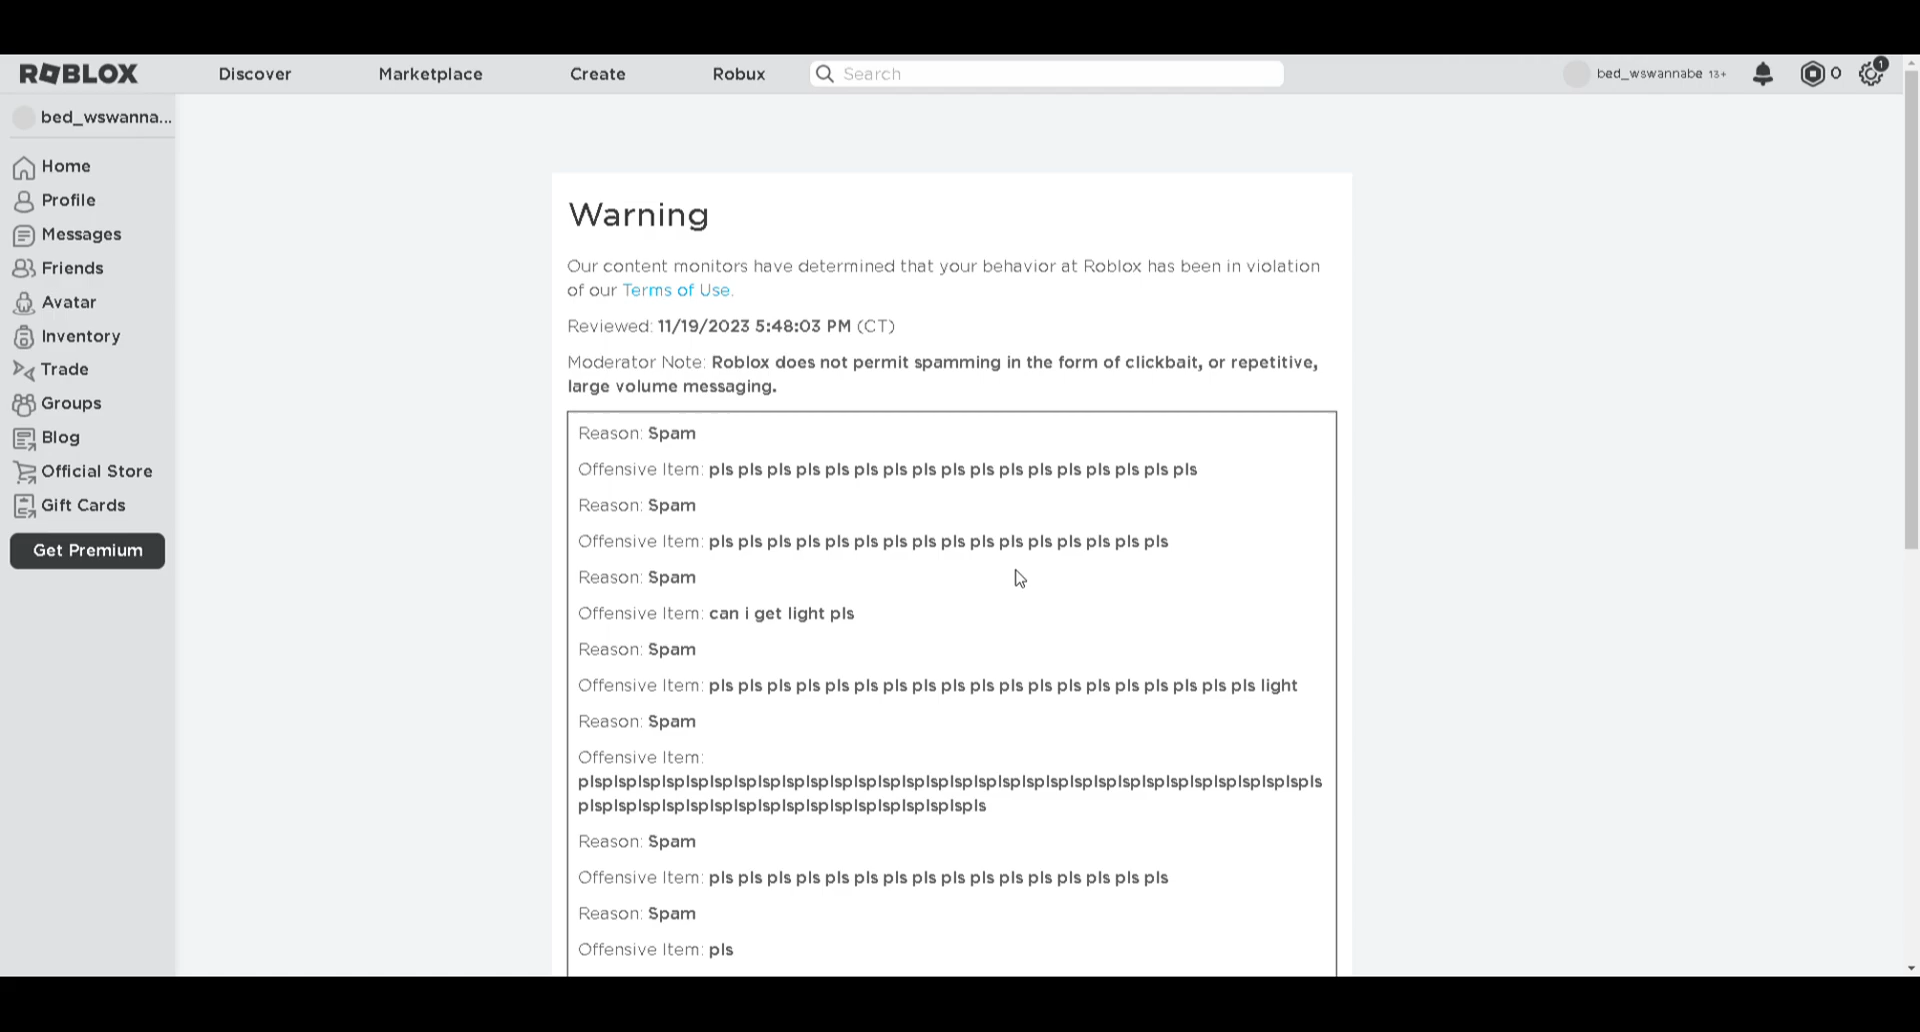 ROBLOX
Discover
Marketplace
Create
Robux
Search
bed_wswannabe 13+
0
1
bed_wswanna...
Home
Profile
Messages
Friends
Avatar
Inventory
Trade
Groups
Blog
Official Store
Gift Cards
Get Premium
Warning
Our content monitors have determined that your behavior at Roblox has been in violation
of our Terms of Use.
Reviewed: 11/19/2023 5:48:03 PM (CT)
Moderator Note: Roblox does not permit spamming in the form of clickbait, or repetitive,
large volume messaging.
Reason: Spam
Offensive Item: pls pls pls pls pls pls pls pls pls pls pls pls pls pls pls pls pls
Reason: Spam
Offensive Item: pls pls pls pls pls pls pls pls pls pls pls pls pls pls pls pls
Reason: Spam
Offensive Item: can i get light pls
Reason: Spam
Offensive Item: pls pls pls pls pls pls pls pls pls pls pls pls pls pls pls pls pls pls pls light
Reason: Spam
Offensive Item:
plsplsplsplsplsplsplsplsplsplsplsplsplsplsplsplsplsplsplsplsplsplsplsplsplsplsplsplsplsplspls
plsplsplsplsplsplsplsplsplsplsplsplsplsplsplsplspls
Reason: Spam
Offensive Item: pls pls pls pls pls pls pls pls pls pls pls pls pls pls pls pls
Reason: Spam
Offensive Item: pls